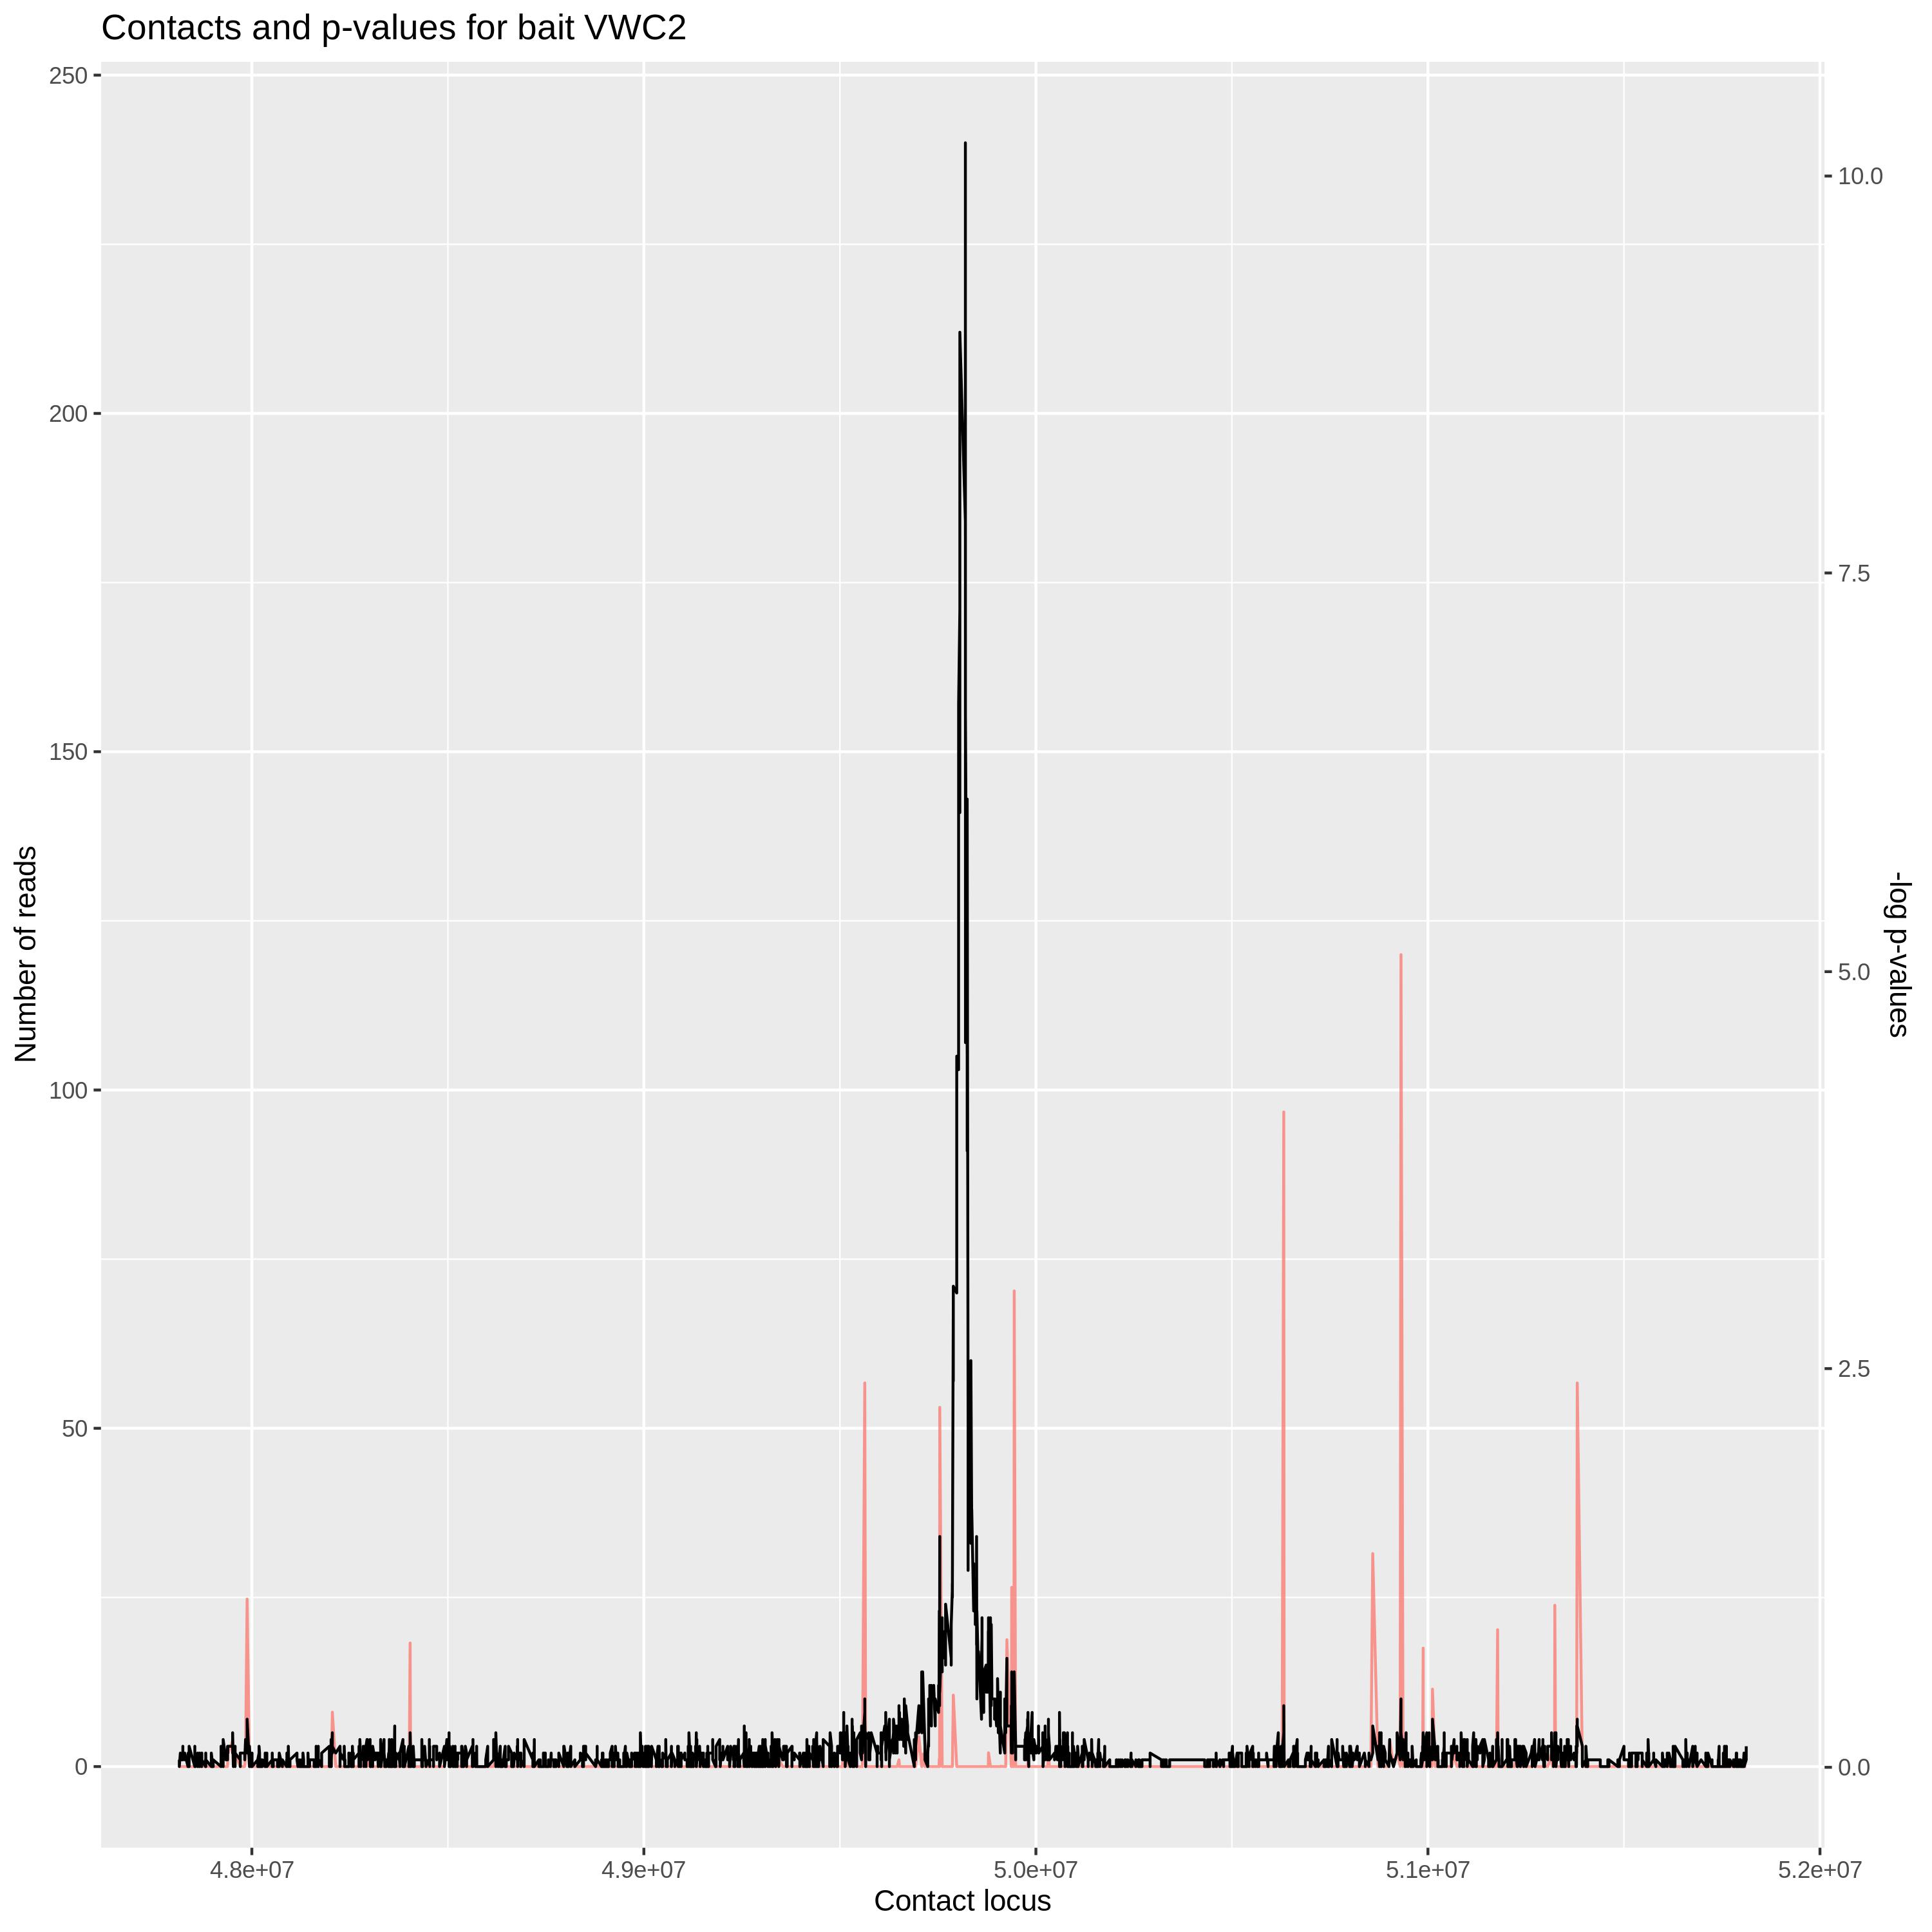 Contacts and p-values for bait VWC2
250
200
150
100
50
0
Number of reads
10.0
7.5
5.0
2.5
0.0
-log p-values
4.8e+07
4.9e+07
5.0e+07
5.1e+07
5.2e+07
Contact locus